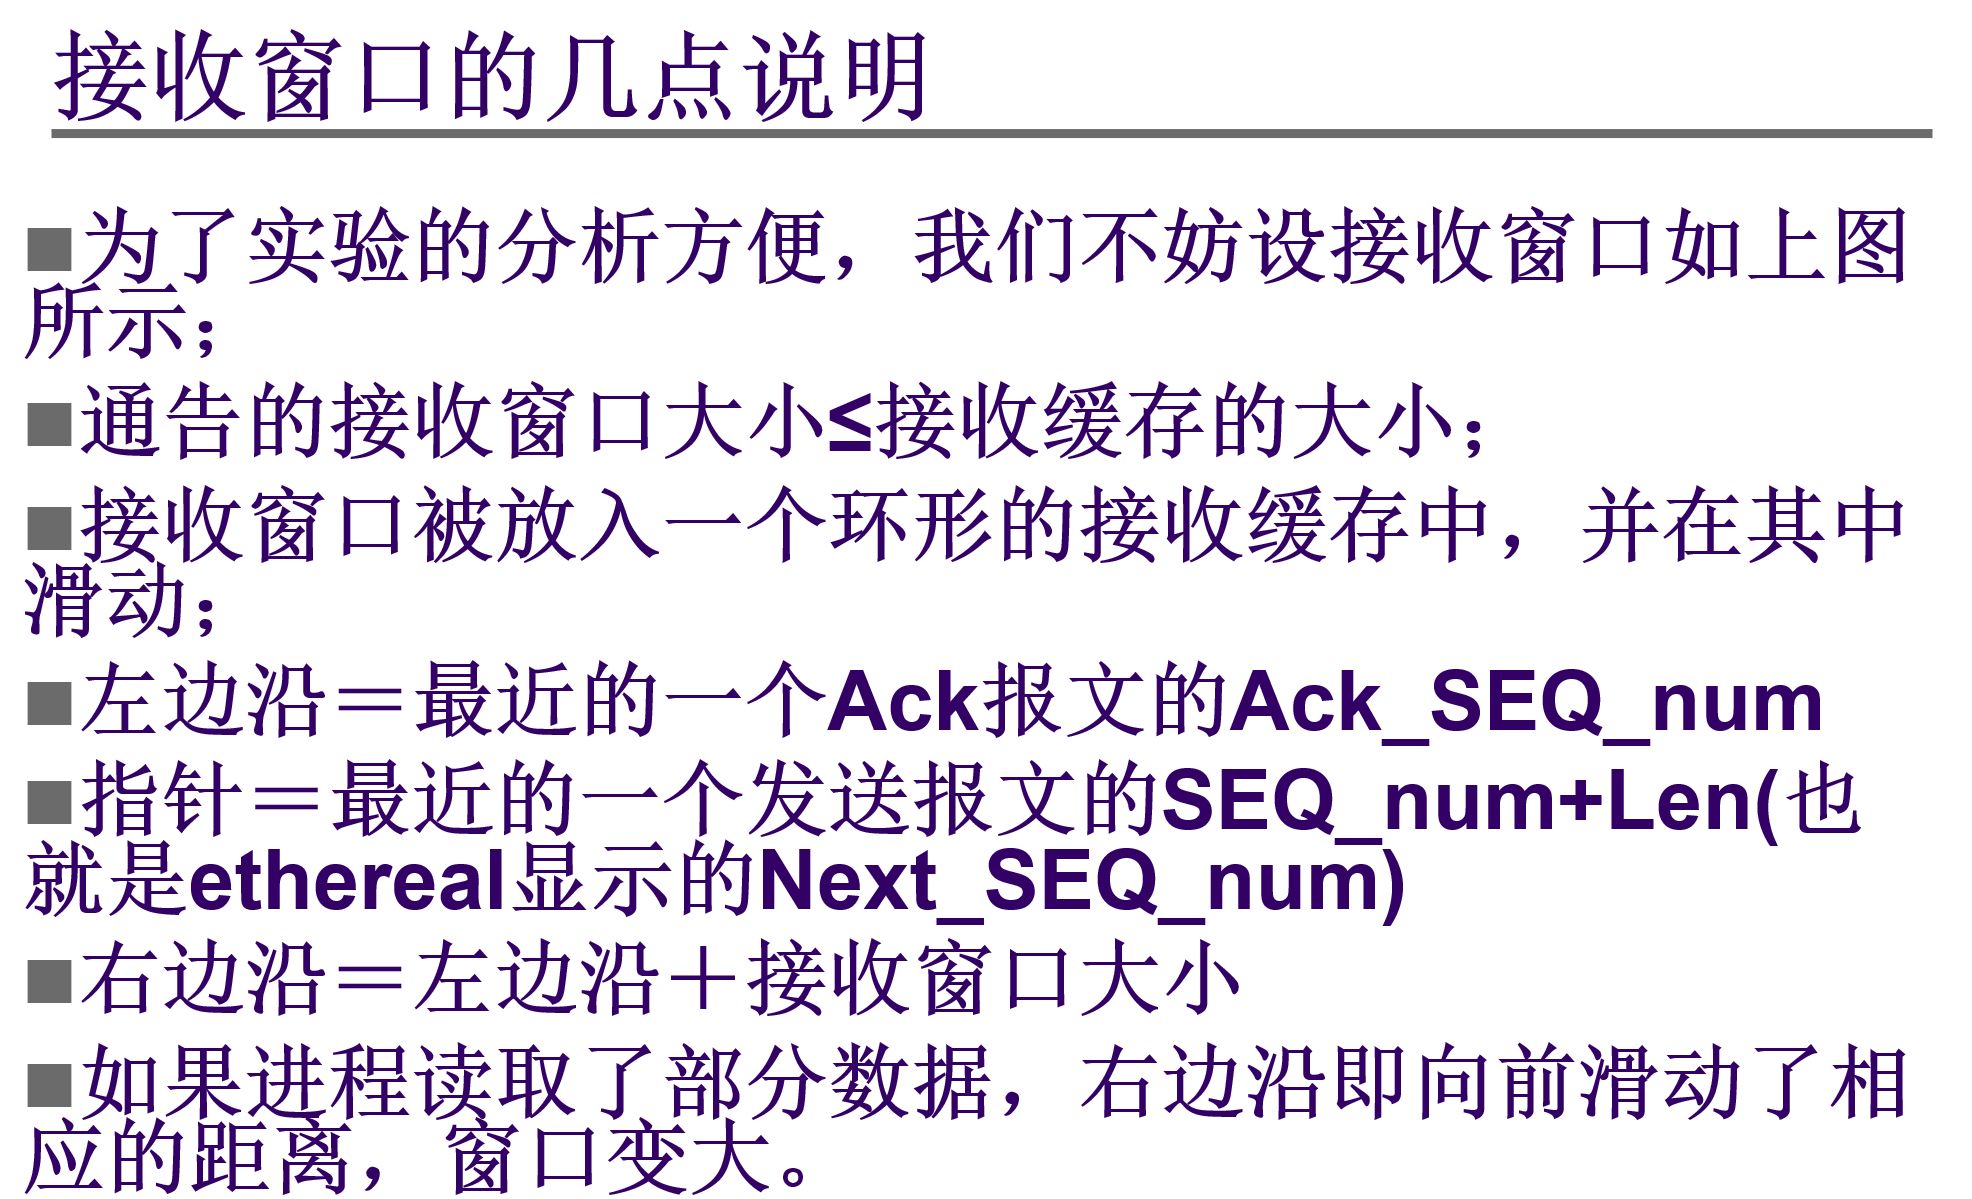 接收窗口的几点说明
■为了实验的分析方便，我们不妨设接收窗口如上图
所示；
■通告的接收窗口大小≤接收缓存的大小；
■接收窗口被放入一个环形的接收缓存中，并在其中
滑动；
■左边沿＝最近的一个Ack报文的Ack_SEQ_num
■指针＝最近的一个发送报文的SEQ_num+Len(也
就是ethereal显示的Next_SEQ_num)
■右边沿＝左边沿＋接收窗口大小
■如果进程读取了部分数据，右边沿即向前滑动了相
应的距离，窗口变大。